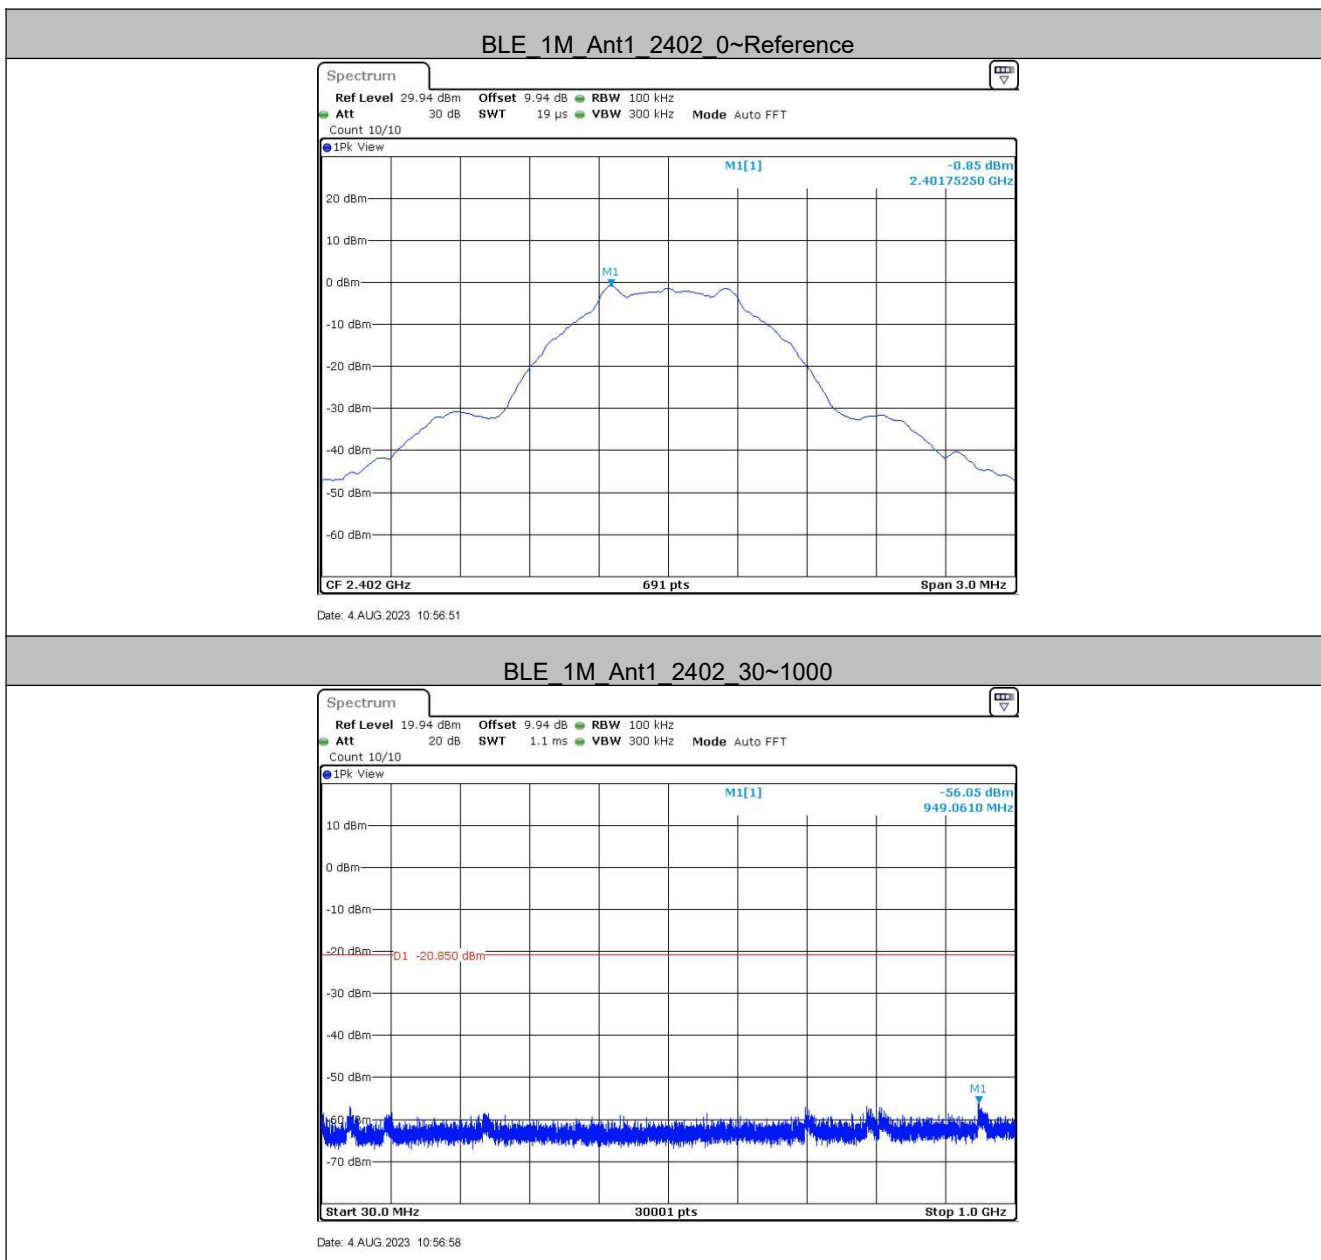 BLE_1M_Ant1_2402_0~Reference
Spectrum
Ref Level 29.94 dBm Offset 9.94 dB RBW 100 kHz
Att 30 dB SWT 19 µs VBW 300 kHz Mode Auto FFT
Count 10/10
1Pk View
M1[1] -0.85 dBm
2.40175250 GHz
20 dBm
10 dBm
M1
0 dBm
-10 dBm
-20 dBm
-30 dBm
-40 dBm
-50 dBm
-60 dBm
CF 2.402 GHz 691 pts Span 3.0 MHz
Date: 4.AUG.2023 10:56:51
BLE_1M_Ant1_2402_30~1000
Spectrum
Ref Level 19.94 dBm Offset 9.94 dB RBW 100 kHz
Att 20 dB SWT 1.1 ms VBW 300 kHz Mode Auto FFT
Count 10/10
1Pk View
M1[1] -56.05 dBm
949.0610 MHz
10 dBm
0 dBm
-10 dBm
-20 dBm
D1 -20.850 dBm
-30 dBm
-40 dBm
-50 dBm
M1
-60 dBm
-70 dBm
Start 30.0 MHz 30001 pts Stop 1.0 GHz
Date: 4.AUG.2023 10:56:58